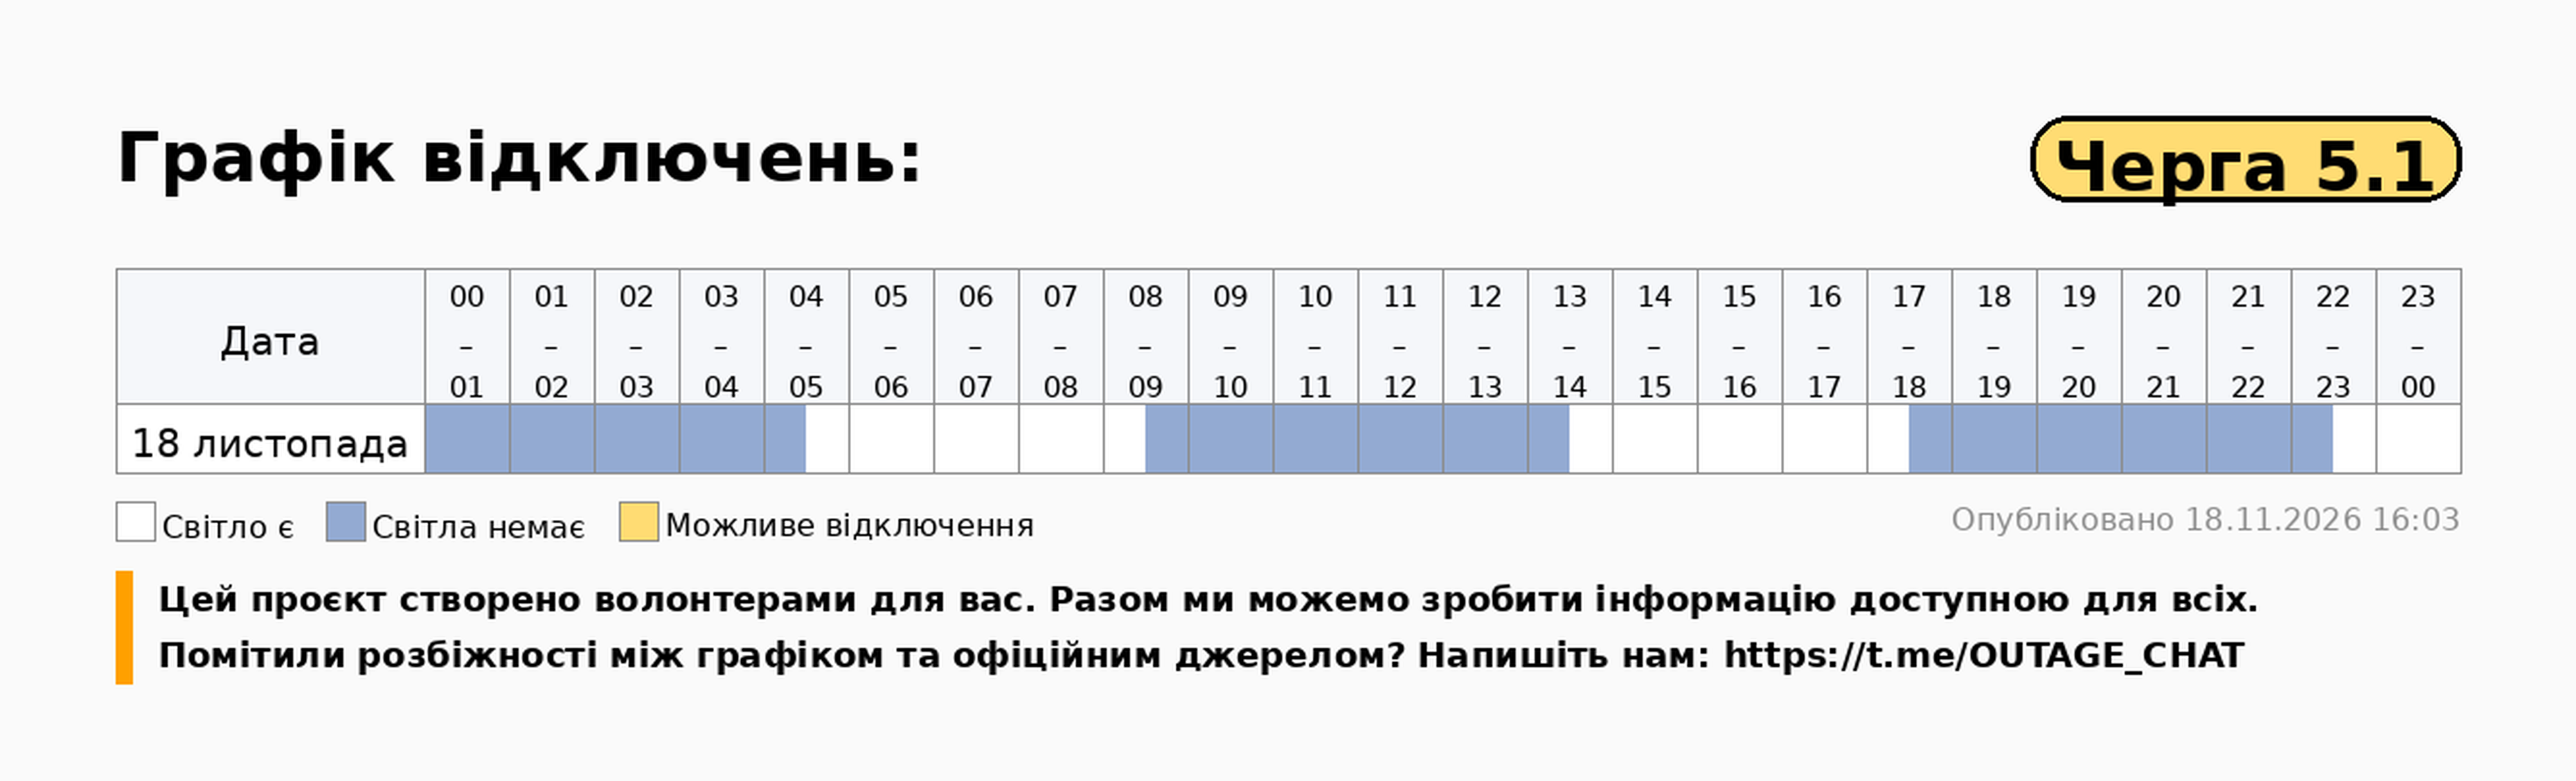 Графік відключень:
Черга 5.1
Дата
00 – 01
01 – 02
02 – 03
03 – 04
04 – 05
05 – 06
06 – 07
07 – 08
08 – 09
09 – 10
10 – 11
11 – 12
12 – 13
13 – 14
14 – 15
15 – 16
16 – 17
17 – 18
18 – 19
19 – 20
20 – 21
21 – 22
22 – 23
23 – 00
18 листопада
Світло є
Світла немає
Можливе відключення
Опубліковано 18.11.2026 16:03
Цей проєкт створено волонтерами для вас. Разом ми можемо зробити інформацію доступною для всіх.
Помітили розбіжності між графіком та офіційним джерелом? Напишіть нам: https://t.me/OUTAGE_CHAT